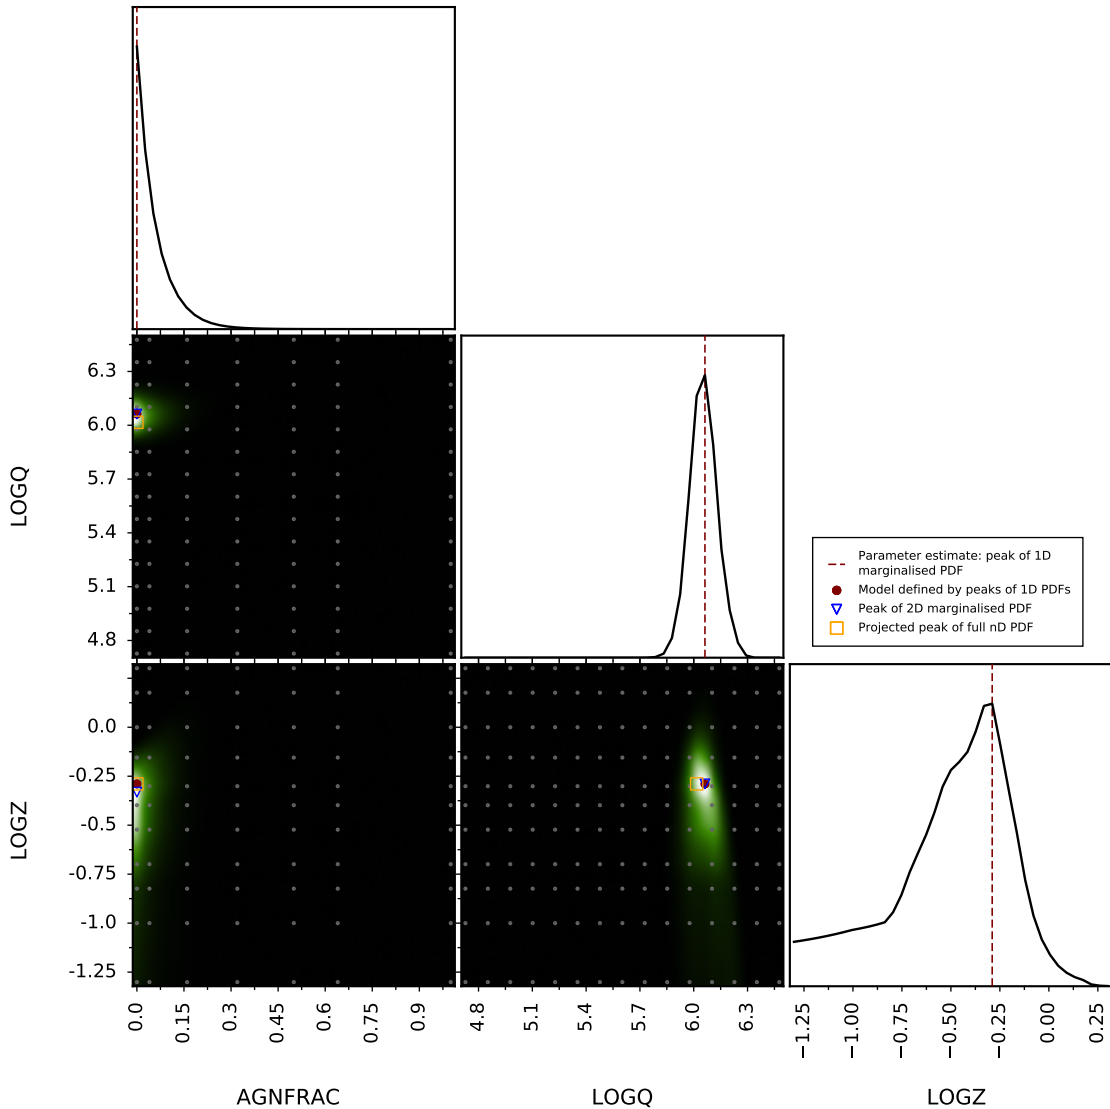 6.3
6.0
5.7
5.4
5.1
4.8
LOGQ
Parameter estimate: peak of 1D
marginalised PDF
Model defined by peaks of 1D PDFs
Peak of 2D marginalised PDF
Projected peak of full nD PDF
0.0
-0.25
-0.5
-0.75
-1.0
-1.25
LOGZ
0.0 0.15 0.3 0.45 0.6 0.75 0.9
4.8 5.1 5.4 5.7 6.0 6.3
−1.25 −1.00 −0.75 −0.50 −0.25 0.00 0.25
AGNFRAC LOGQ LOGZ